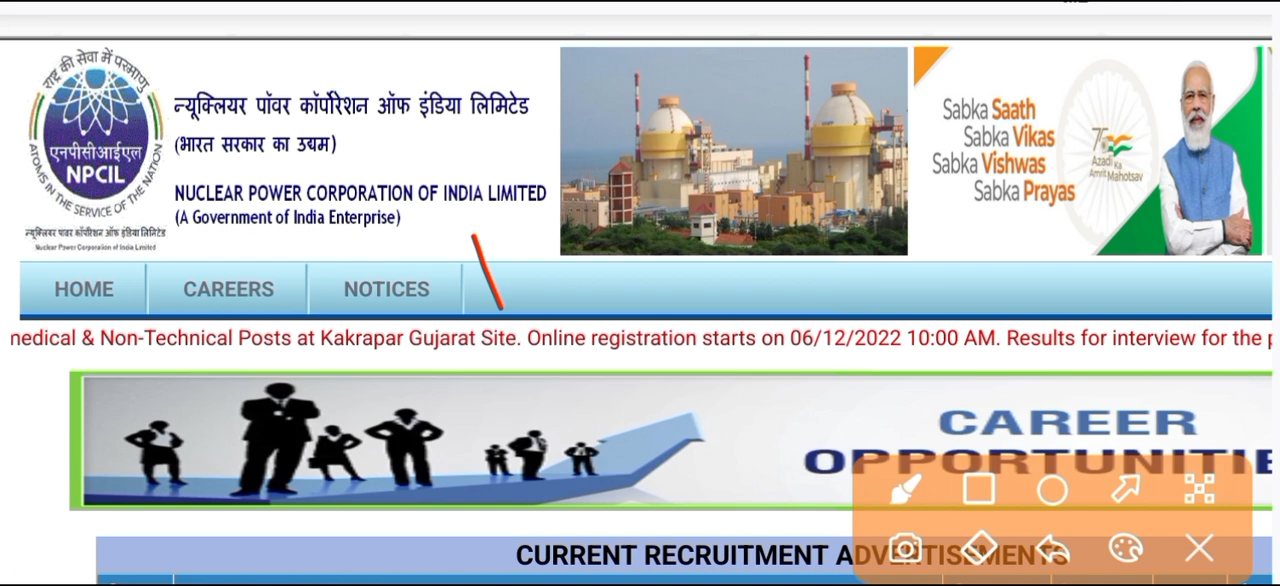 राष्ट्र की सेवा में परमाणु
एनपीसीआईएल
NPCIL
ATOMS IN THE SERVICE OF THE NATION
न्यूक्लियर पावर कॉर्पोरेशन ऑफ इंडिया लिमिटेड
Nuclear Power Corporation of India Limited
न्यूक्लियर पॉवर कॉर्पोरेशन ऑफ इंडिया लिमिटेड
(भारत सरकार का उद्यम)
NUCLEAR POWER CORPORATION OF INDIA LIMITED
(A Government of India Enterprise)
Sabka Saath
Sabka Vikas
Sabka Vishwas
Sabka Prayas
75
Azadi Ka
Amrit Mahotsav
HOME CAREERS NOTICES
medical & Non-Technical Posts at Kakrapar Gujarat Site. Online registration starts on 06/12/2022 10:00 AM. Results for interview for the p
CAREER
OPPORTUNITIE
CURRENT RECRUITMENT ADVERTISEMENTS